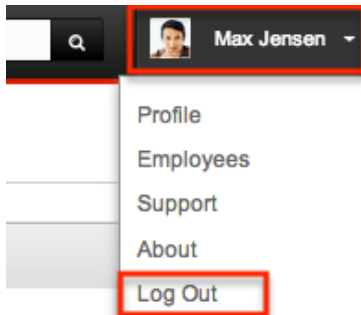 Max Jensen
Profile
Employees
Support
About
Log Out